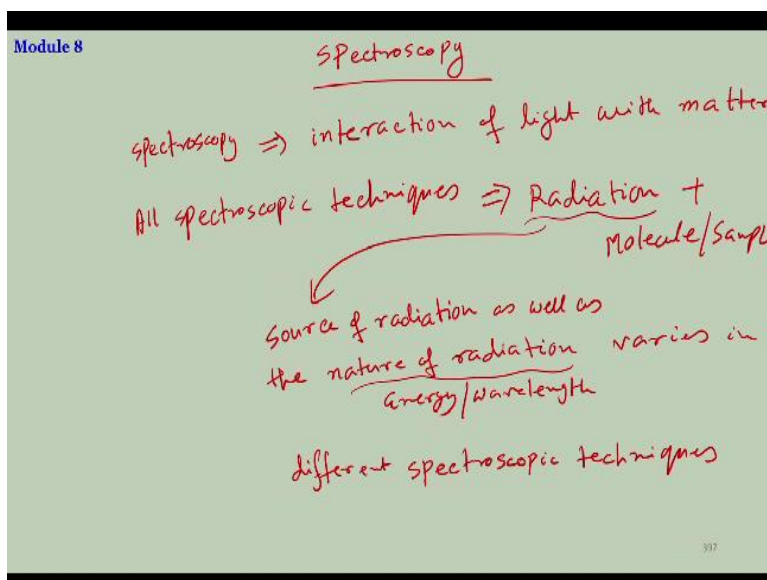 Module 8
Spectroscopy
Spectroscopy ⇒ interaction of light with matter
All spectroscopic techniques ⇒ Radiation +
Molecule/Sampl
Source of radiation as well as
the nature of radiation varies in
Energy/wavelength
different spectroscopic techniques
397